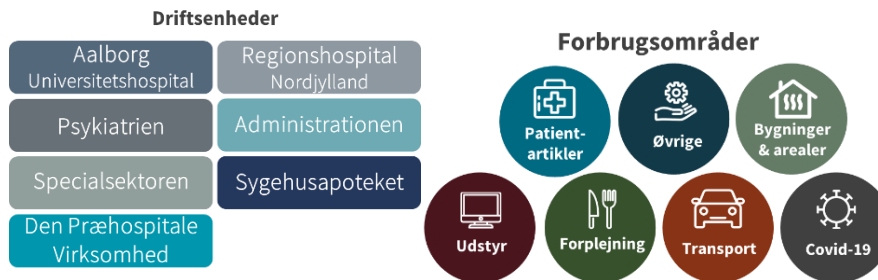 Driftsenheder
Aalborg
Universitetshospital
Regionshospital
Nordjylland
Psykiatrien
Administrationen
Specialsektoren
Sygehusapoteket
Den Præhospitale
Virksomhed
Forbrugsområder
Patient-
artikler
Øvrige
Bygninger
& arealer
Udstyr
Forplejning
Transport
Covid-19